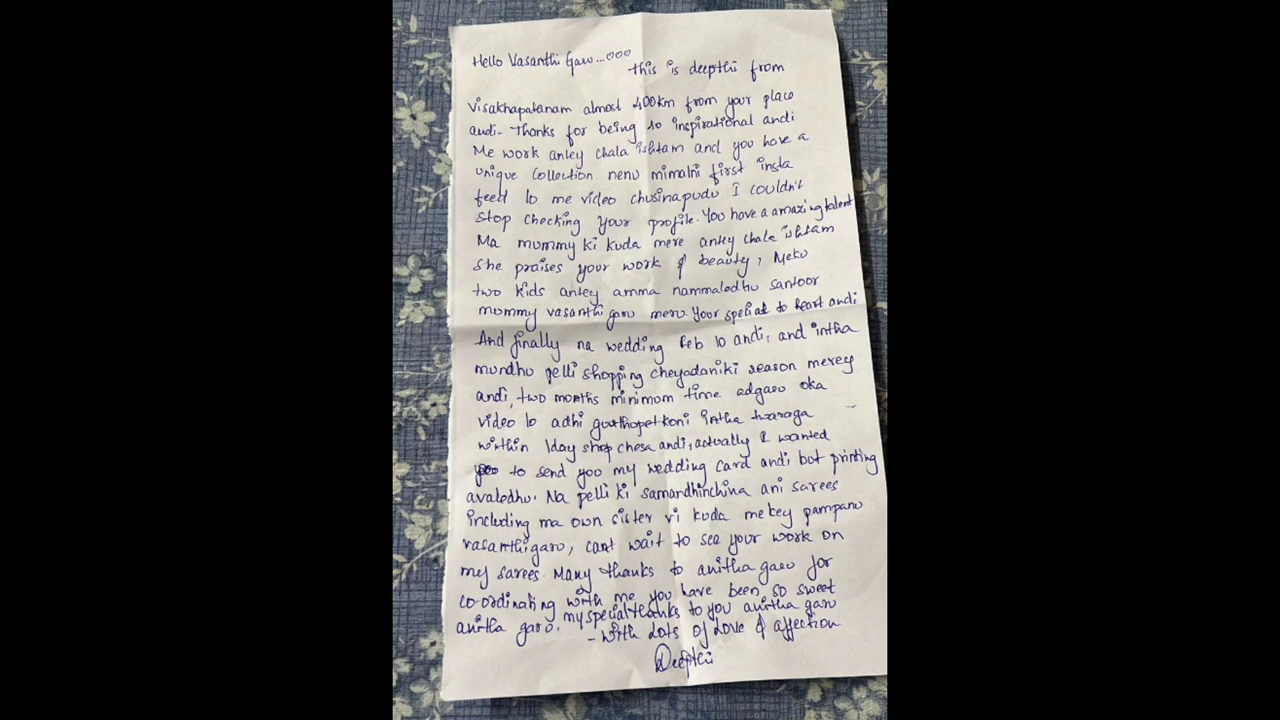 Hello Vasanthi Garu...ooo
this is deepthi from
Visakhapatanam almost 400km from your place
andi. Thanks for being so inspirational andi
Me work antey chala ishtam and you have a
unique collection nenu mimalni first insta
feed lo me video chusinapudu I couldn't
stop checking your profile. You have a amazing talent
Ma mummy ki kuda meru antey chala ishtam
She praises your work & beauty, Meku
two kids antey amma nammaledhu santoor
mummy vasanthi garu meru. Your special to heart andi
And finally na wedding feb 10 andi, and intha
mundhu pelli shopping cheyadaniki reason merey
andi, two months minimum time adgaru oka
video lo adhi gurthupetkoni intha twaraga
within 1day shop chesa andi, actually I wanted
to send you my wedding card andi but printing
avaledhu. Na pelli ki samandhinchina ani sarees
including ma own sister vi kuda mekey pampanu
vasanthi garu, cant wait to see your work on
my sarees. Many thanks to anitha garu for
co-ordinating with me you have been so sweet
anitha garu. my special thanks to you anitha garu
- with Lots of Love & affection
Deepthi